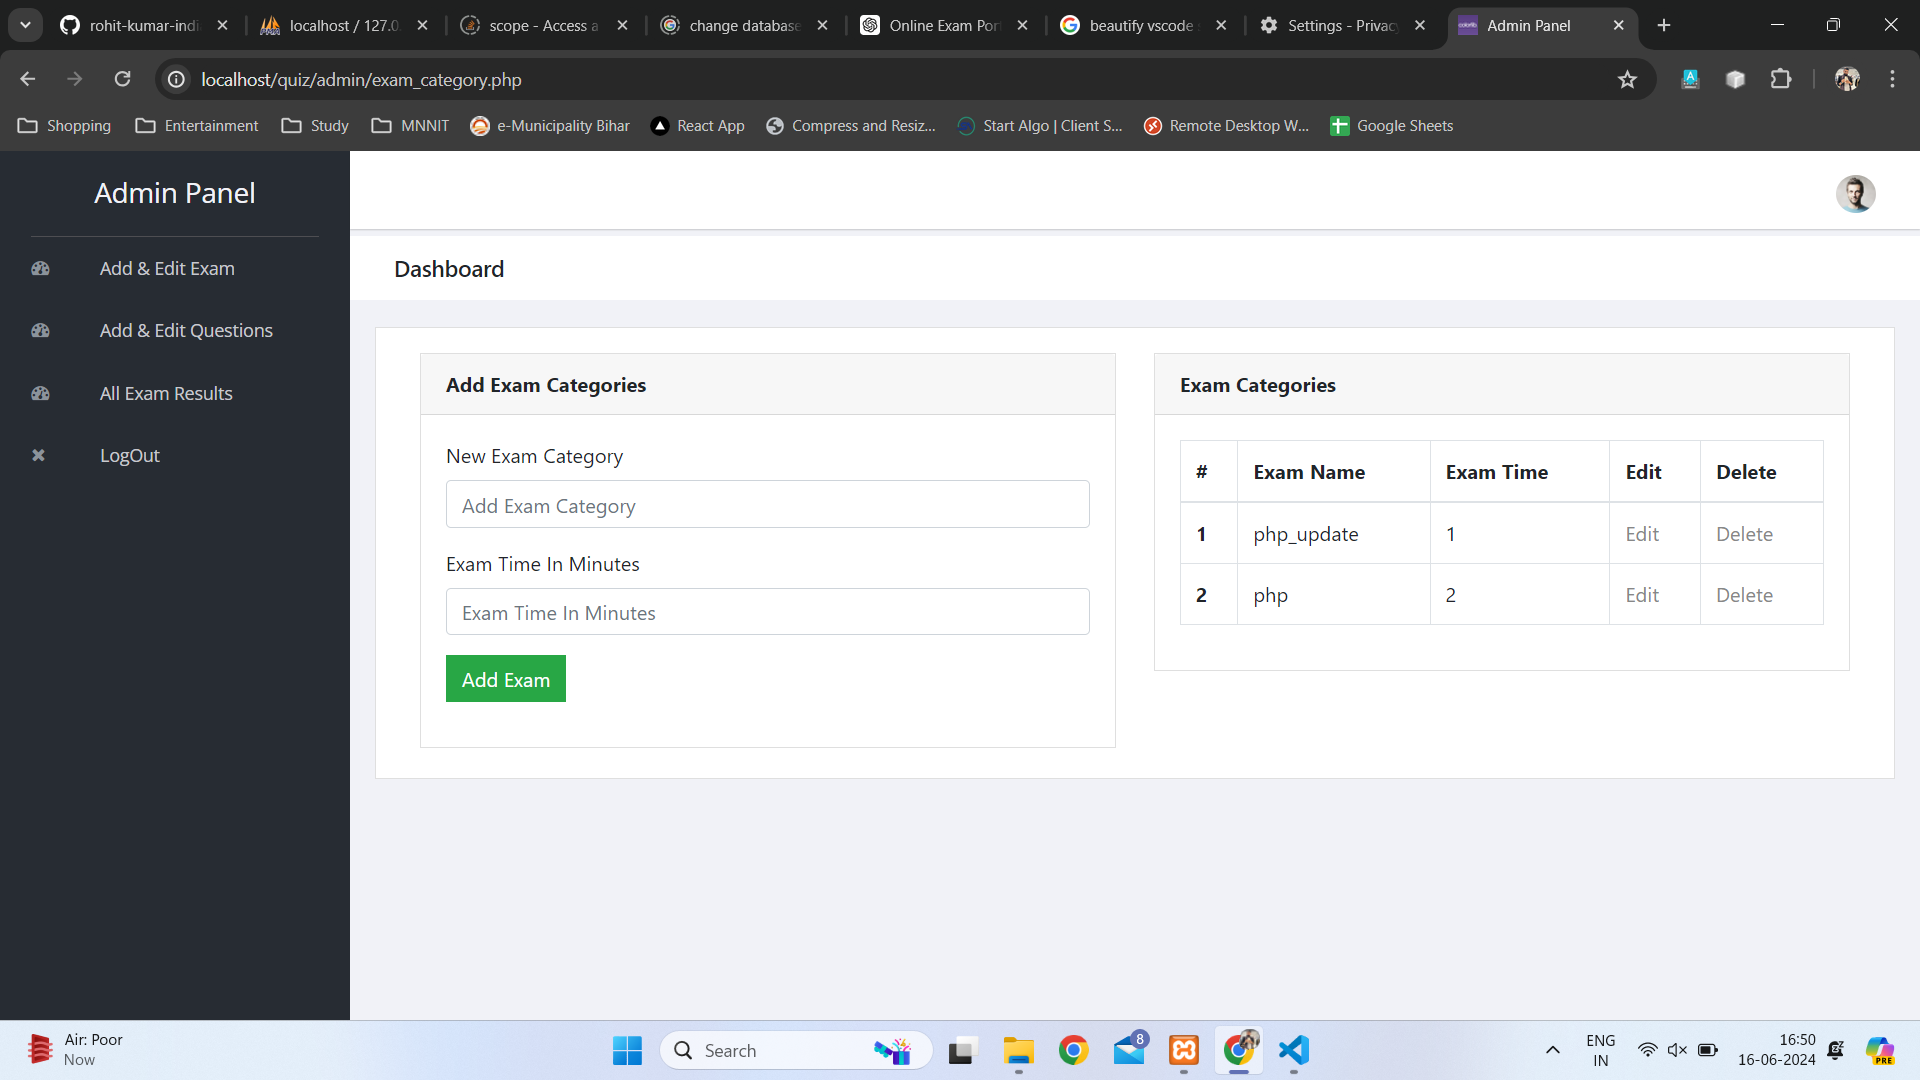 rohit-kumar-indi
localhost / 127.0.
scope - Access a
change database
Online Exam Por
beautify vscode
Settings - Privacy
Admin Panel
localhost/quiz/admin/exam_category.php
Shopping
Entertainment
Study
MNNIT
e-Municipality Bihar
React App
Compress and Resiz...
Start Algo | Client S...
Remote Desktop W...
Google Sheets
Admin Panel
Add & Edit Exam
Add & Edit Questions
All Exam Results
LogOut
Dashboard
Add Exam Categories
New Exam Category
Add Exam Category
Exam Time In Minutes
Exam Time In Minutes
Add Exam
Exam Categories
# Exam Name Exam Time Edit Delete
1 php_update 1 Edit Delete
2 php 2 Edit Delete
Air: Poor
Now
Search
8
ENG
IN
16:50
16-06-2024
PRE